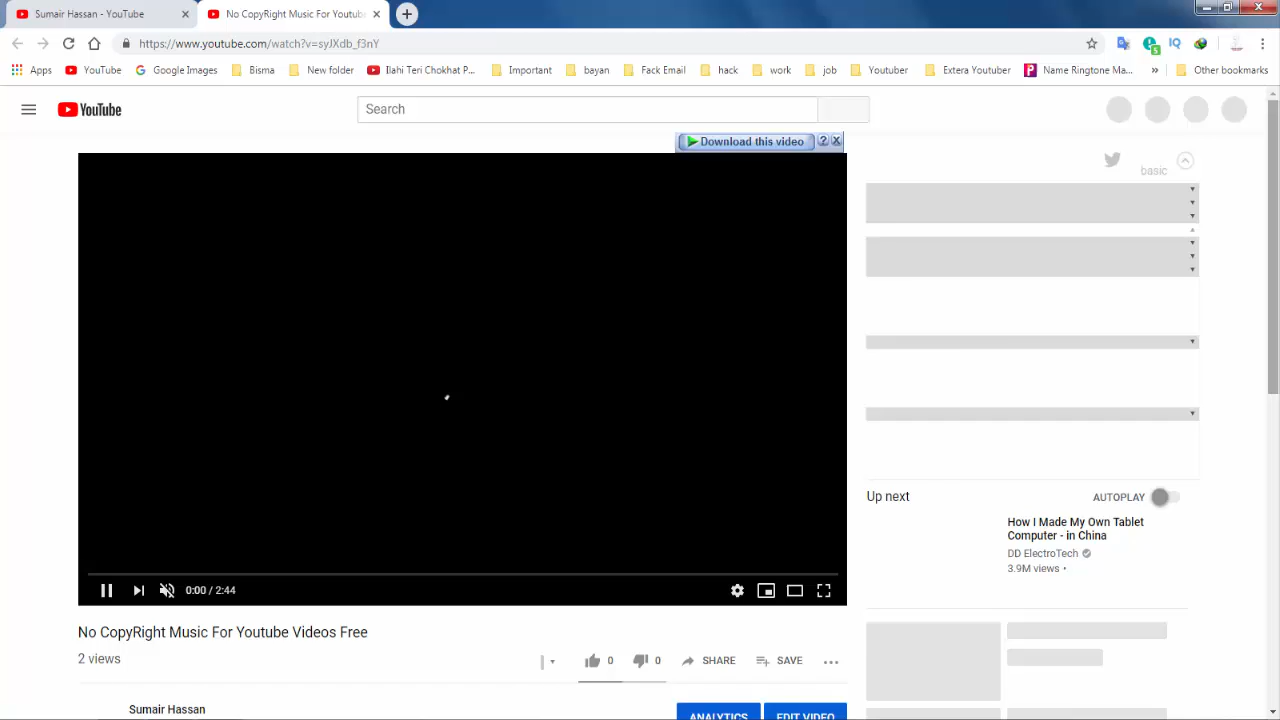 Sumair Hassan - YouTube
No CopyRight Music For Youtube
https://www.youtube.com/watch?v=syJXdb_f3nY
Apps
YouTube
Google Images
Bisma
New folder
Ilahi Teri Chokhat P...
Important
bayan
Fack Email
hack
work
job
Youtuber
Extera Youtuber
Name Ringtone Ma...
»
Other bookmarks
YouTube
Search
Download this video ? X
basic
0:00 / 2:44
Up next
AUTOPLAY
How I Made My Own Tablet
Computer - in China
DD ElectroTech
3.9M views •
No CopyRight Music For Youtube Videos Free
2 views
0
0
SHARE
SAVE
Sumair Hassan
ANALYTICS
EDIT VIDEO